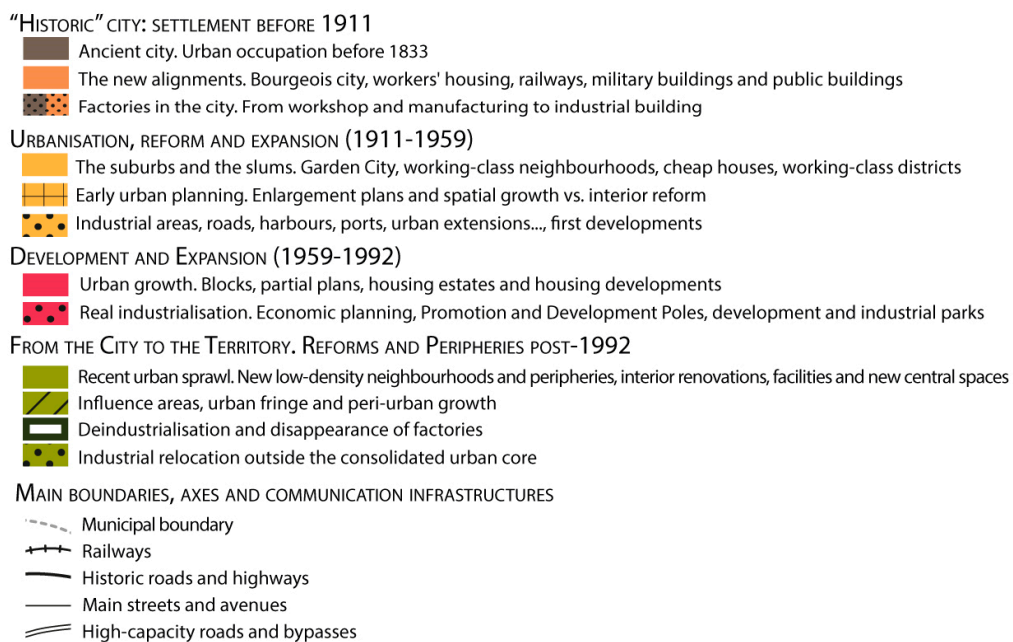 “Historic” city: settlement before 1911
Ancient city. Urban occupation before 1833
The new alignments. Bourgeois city, workers' housing, railways, military buildings and public buildings
Factories in the city. From workshop and manufacturing to industrial building
Urbanisation, reform and expansion (1911-1959)
The suburbs and the slums. Garden City, working-class neighbourhoods, cheap houses, working-class districts
Early urban planning. Enlargement plans and spatial growth vs. interior reform
Industrial areas, roads, harbours, ports, urban extensions..., first developments
Development and Expansion (1959-1992)
Urban growth. Blocks, partial plans, housing estates and housing developments
Real industrialisation. Economic planning, Promotion and Development Poles, development and industrial parks
From the City to the Territory. Reforms and Peripheries post-1992
Recent urban sprawl. New low-density neighbourhoods and peripheries, interior renovations, facilities and new central spaces
Influence areas, urban fringe and peri-urban growth
Deindustrialisation and disappearance of factories
Industrial relocation outside the consolidated urban core
Main boundaries, axes and communication infrastructures
Municipal boundary
Railways
Historic roads and highways
Main streets and avenues
High-capacity roads and bypasses